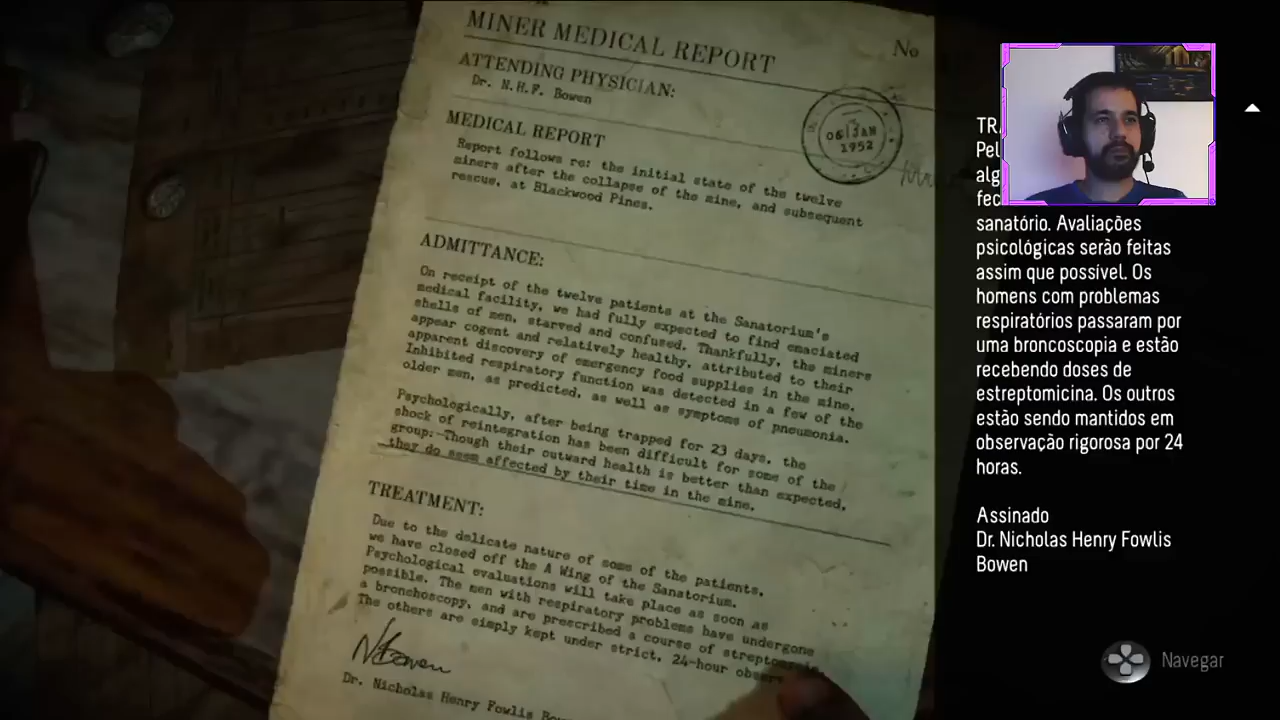 MINER MEDICAL REPORT
No
ATTENDING PHYSICIAN:
Dr. N.H.F. Bowen
13
06 JAN
1952
MEDICAL REPORT
Report follows re: the initial state of the twelve
miners after the collapse of the mine, and subsequent
rescue, at Blackwood Pines.
ADMITTANCE:
On receipt of the twelve patients at the Sanatorium's
medical facility, we had fully expected to find emaciated
shells of men, starved and confused. Thankfully, the miners
appear cogent and relatively healthy, attributed to their
apparent discovery of emergency food supplies in the mine.
Inhibited respiratory function was detected in a few of the
older men, as predicted, as well as symptoms of pneumonia.
Psychologically, after being trapped for 23 days, the
shock of reintegration has been difficult for some of the
group. Though their outward health is better than expected,
they do seem affected by their time in the mine.
TREATMENT:
Due to the delicate nature of some of the patients,
we have closed off the A Wing of the Sanatorium.
Psychological evaluations will take place as soon as
possible. The men with respiratory problems have undergone
a bronchoscopy, and are prescribed a course of
The others are simply kept under strict, 24-hour
NBowen
Dr. Nicholas Henry Fowlis
TR
Pel
alg
fec
sanatório. Avaliações
psicológicas serão feitas
assim que possível. Os
homens com problemas
respiratórios passaram por
uma broncoscopia e estão
recebendo doses de
estreptomicina. Os outros
estão sendo mantidos em
observação rigorosa por 24
horas.
Assinado
Dr. Nicholas Henry Fowlis
Bowen
Navegar